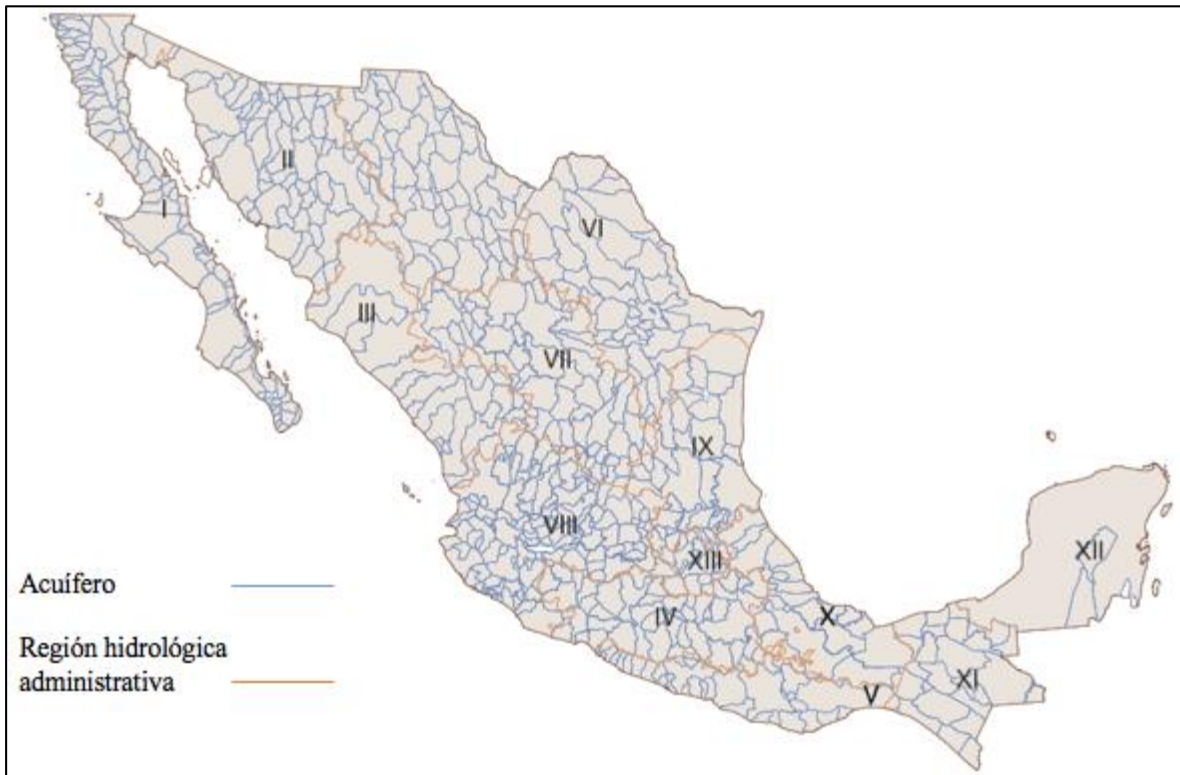 II
VI
I
III
VII
IX
VIII
XII
XIII
Acuífero
X
IV
Región hidrológica
administrativa
XI
V